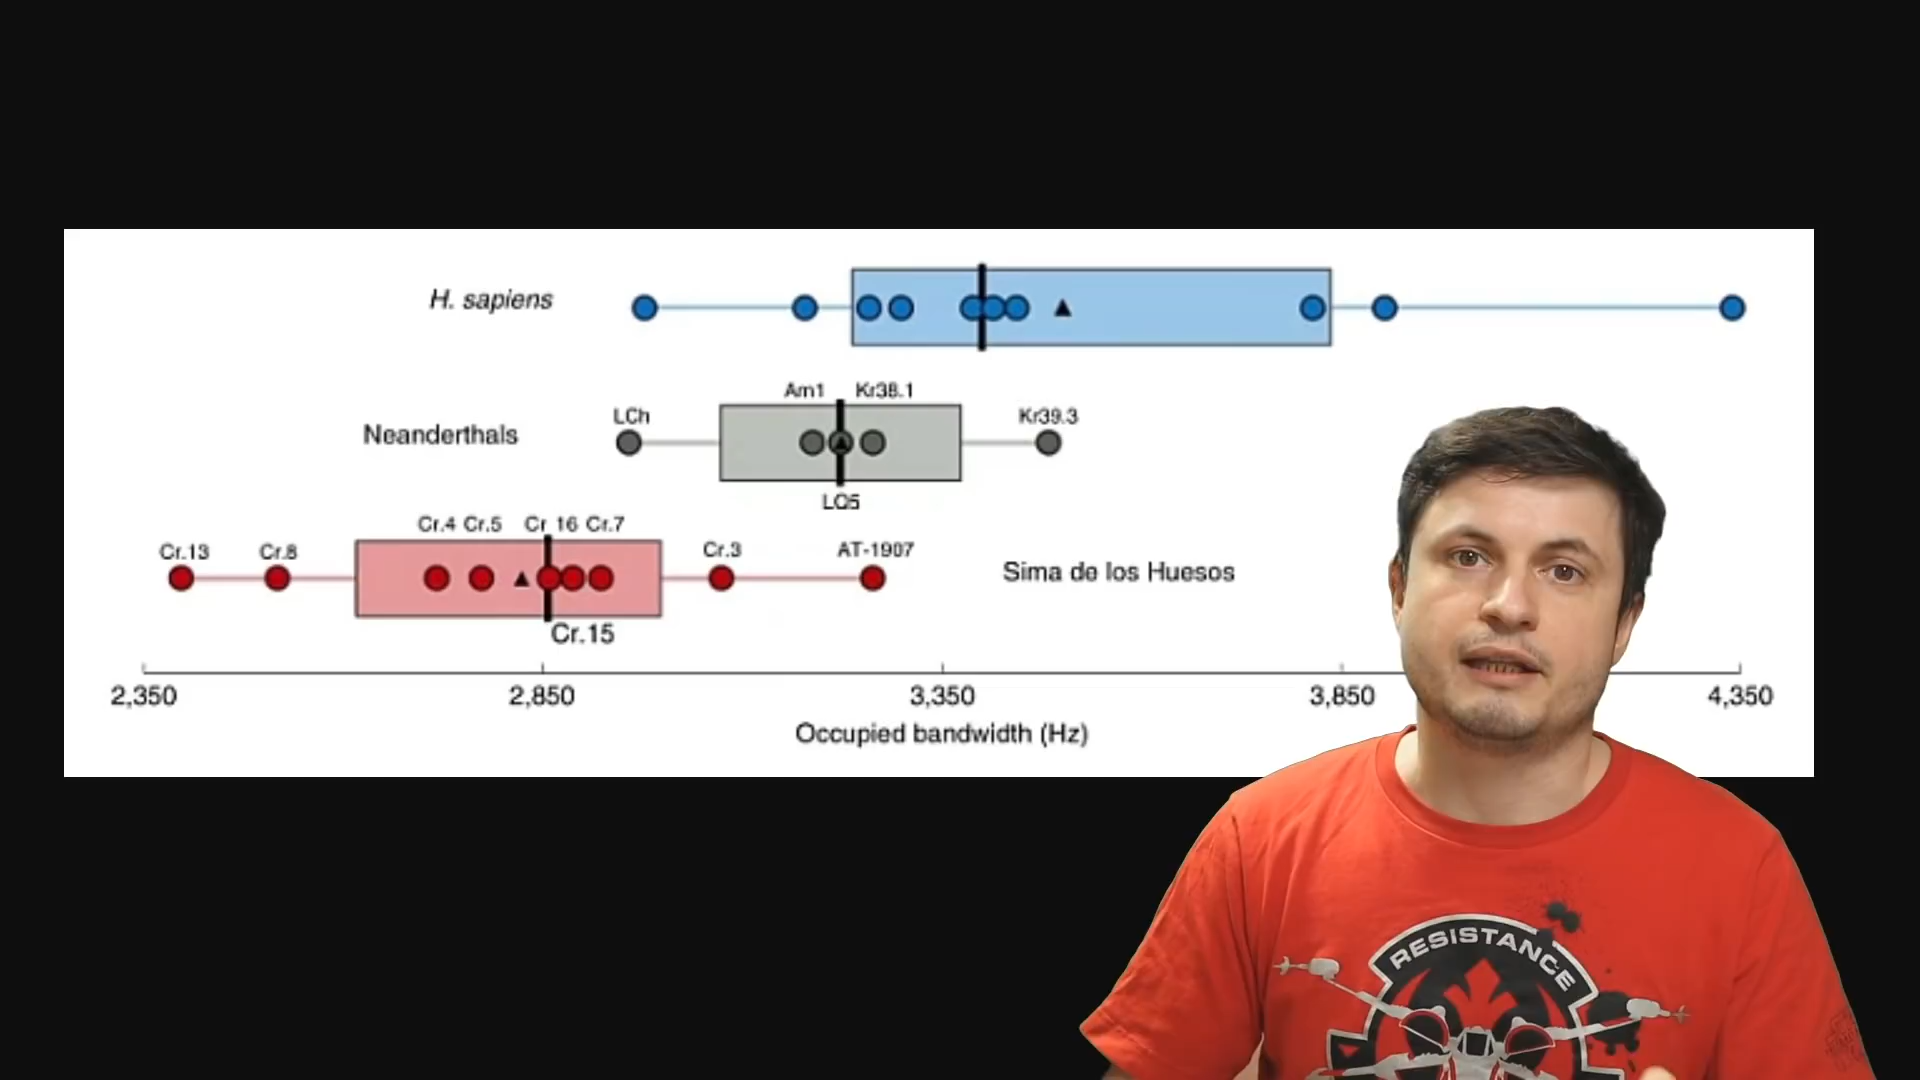 H. sapiens
Am1 Kr38.1
LCh
Kr39.3
Neanderthals
LQ5
Cr.4 Cr.5 Cr 16 Cr.7
Cr.13 Cr.8 Cr.3 AT-1907
Sima de los Huesos
Cr.15
2,350 2,850 3,350 3,850 4,350
Occupied bandwidth (Hz)
RESISTANCE